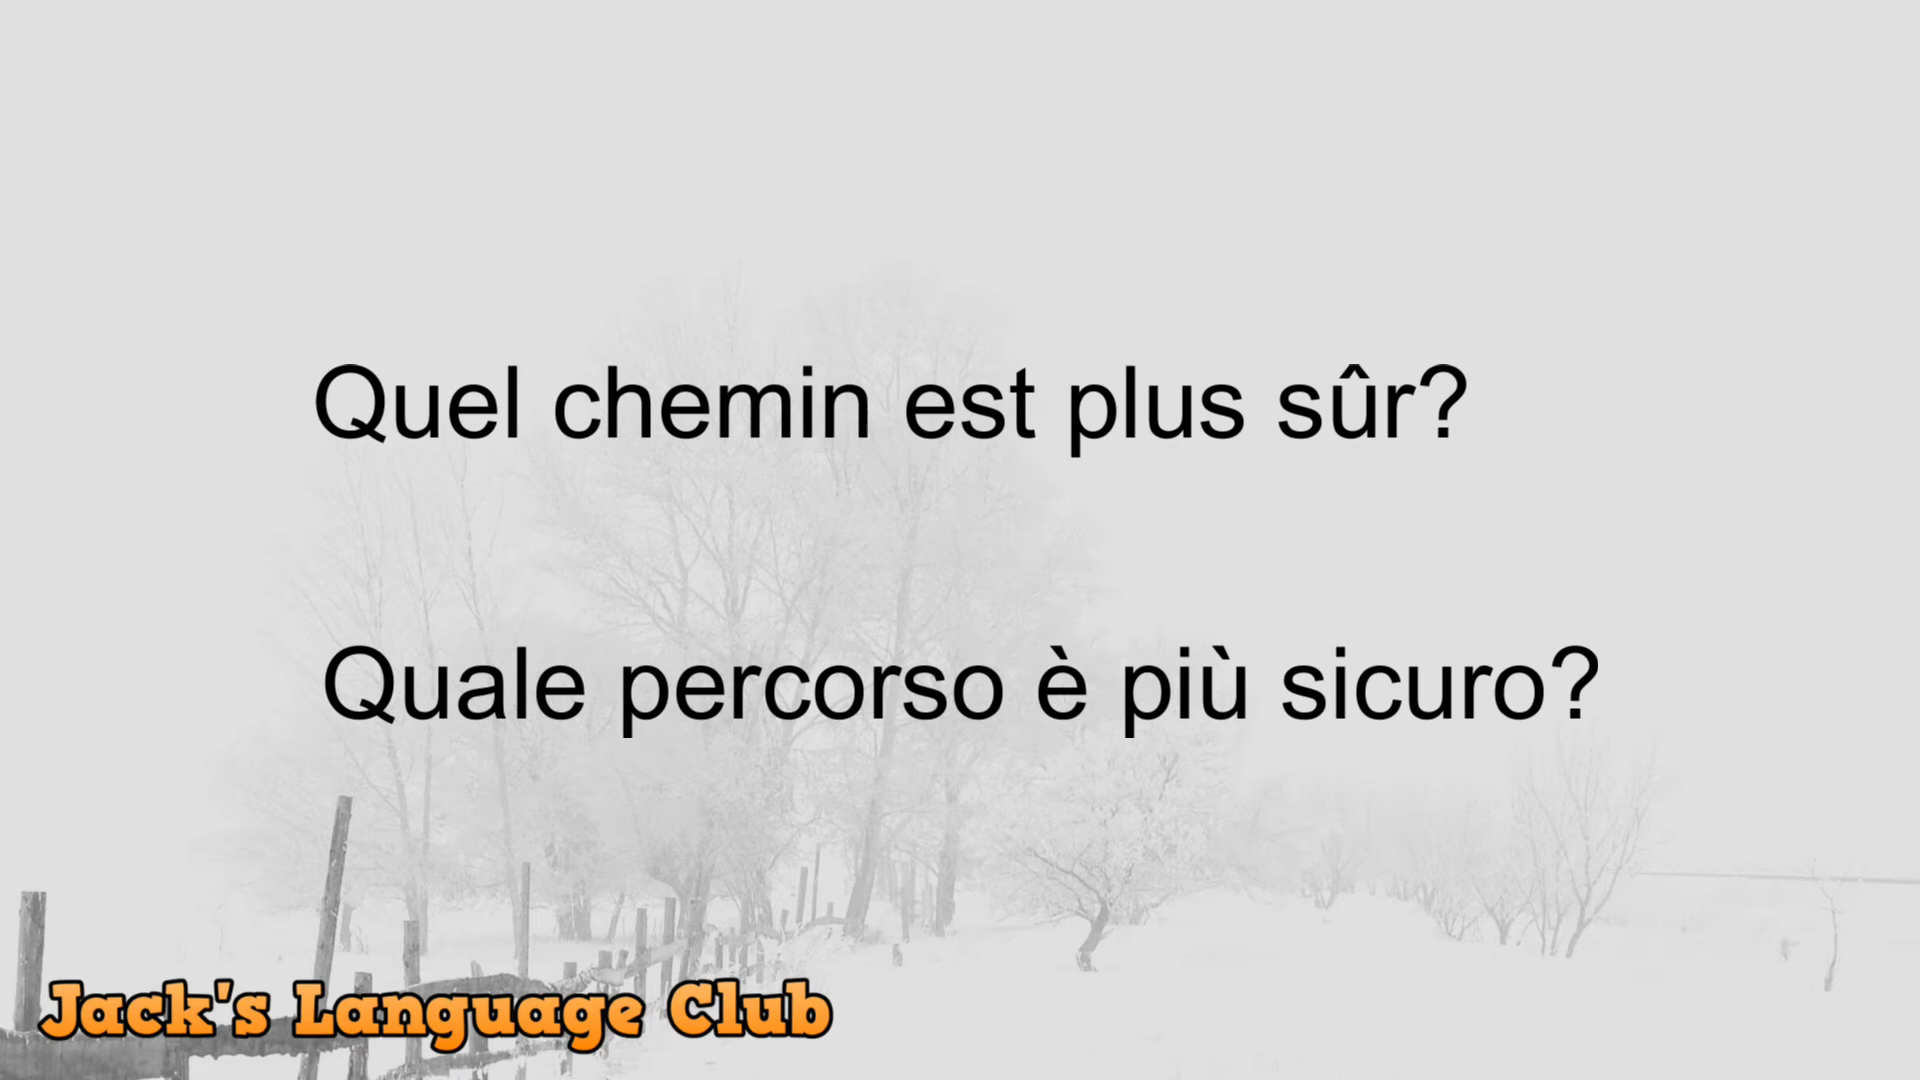 Quel chemin est plus sûr?
Quale percorso è più sicuro?
Jack's Language Club